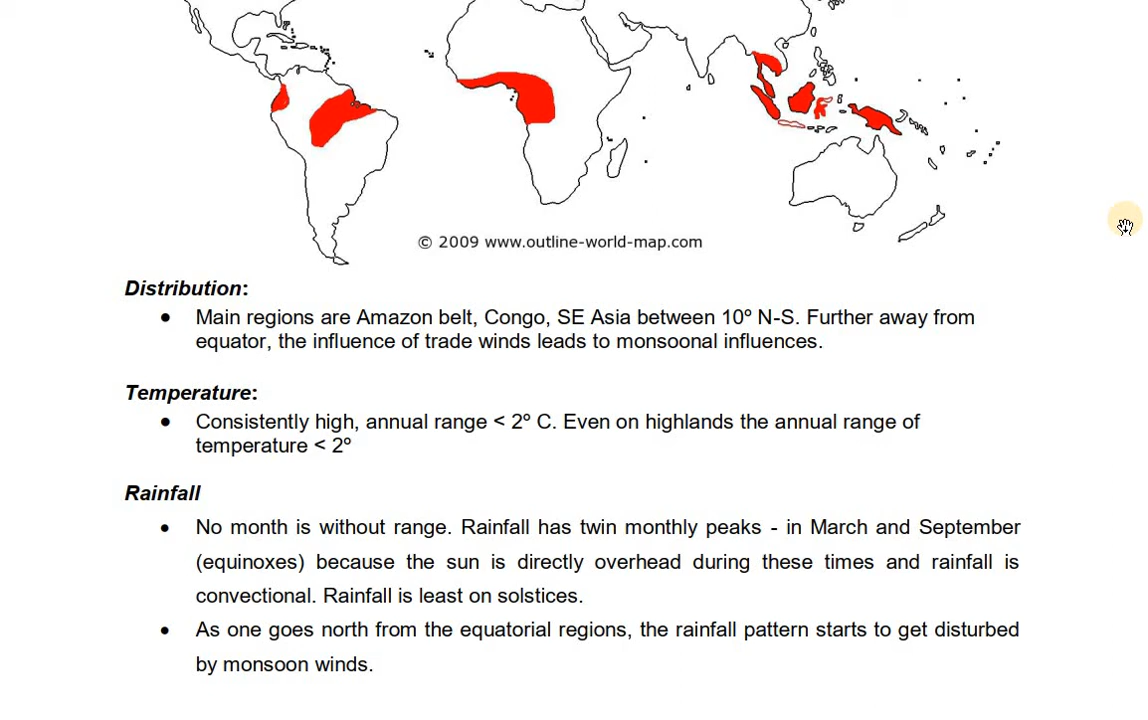 © 2009 www.outline-world-map.com
Distribution:
• Main regions are Amazon belt, Congo, SE Asia between 10º N-S. Further away from
equator, the influence of trade winds leads to monsoonal influences.
Temperature:
• Consistently high, annual range < 2º C. Even on highlands the annual range of
temperature < 2º
Rainfall
• No month is without range. Rainfall has twin monthly peaks - in March and September
(equinoxes) because the sun is directly overhead during these times and rainfall is
convectional. Rainfall is least on solstices.
• As one goes north from the equatorial regions, the rainfall pattern starts to get disturbed
by monsoon winds.